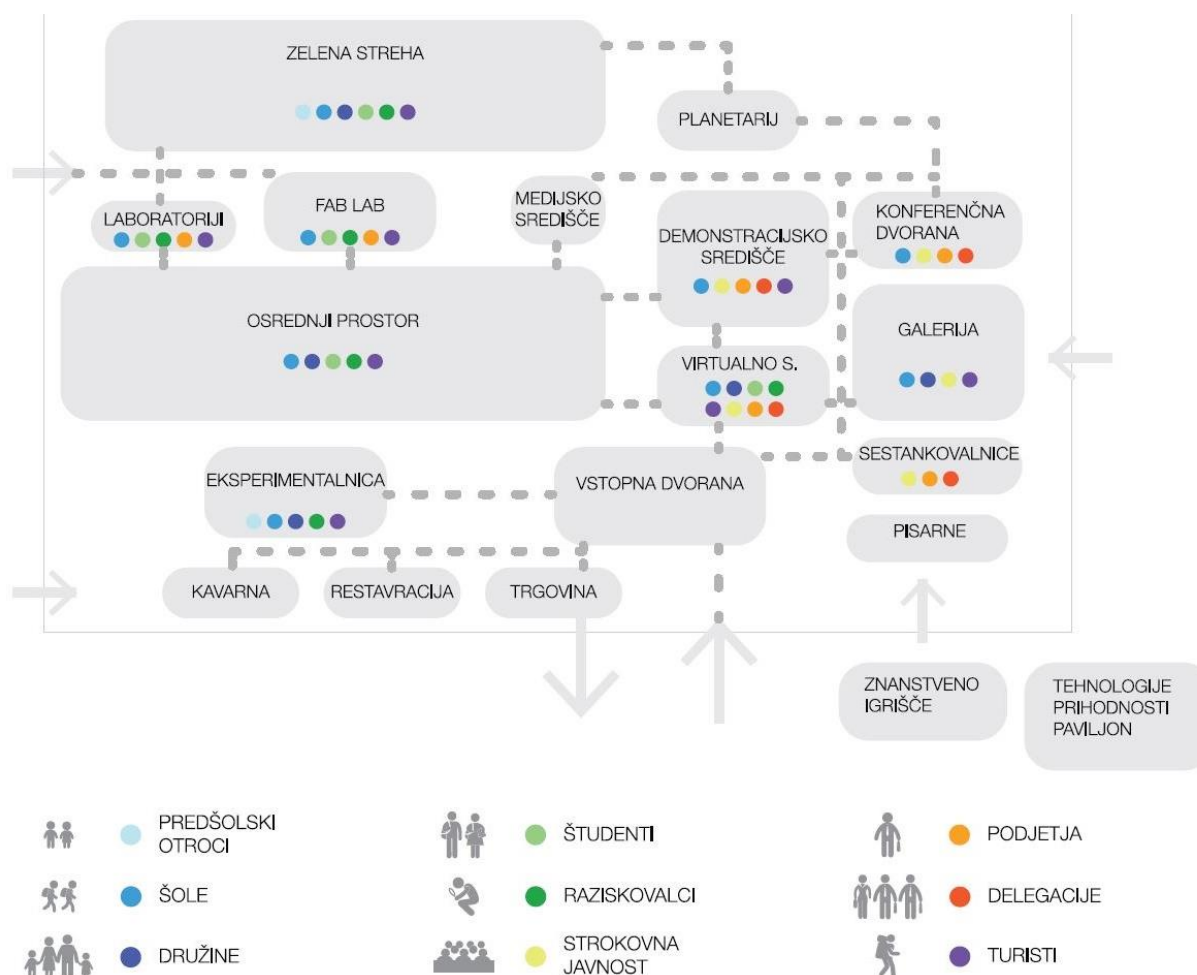 ZELENA STREHA
PLANETARIJ
LABORATORIJI
FAB LAB
MEDIJSKO
SREDIŠČE
DEMONSTRACIJSKO
SREDIŠČE
KONFERENČNA
DVORANA
OSREDNJI PROSTOR
GALERIJA
VIRTUALNO S.
EKSPERIMENTALNICA
VSTOPNA DVORANA
SESTANKOVALNICE
PISARNE
KAVARNA
RESTAVRACIJA
TRGOVINA
ZNANSTVENO
IGRIŠČE
TEHNOLOGIJE
PRIHODNOSTI
PAVILJON
PREDŠOLSKI
OTROCI
ŠTUDENTI
PODJETJA
ŠOLE
RAZISKOVALCI
DELEGACIJE
DRUŽINE
STROKOVNA
JAVNOST
TURISTI